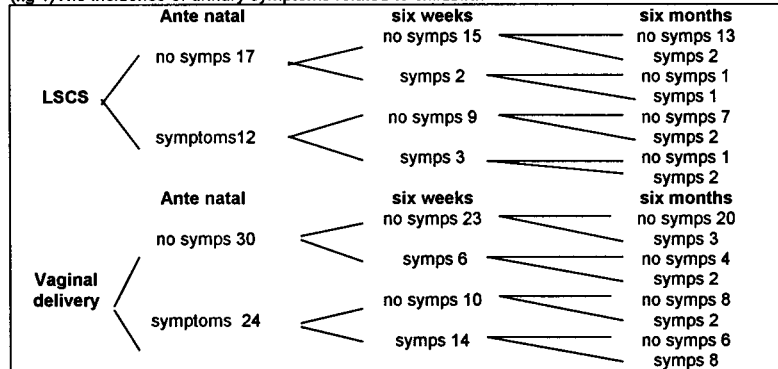 Ante natal six weeks six months
no symps 15 no symps 13
no symps 17 symps 2
symps 2 no symps 1
LSCS symps 1
no symps 9 no symps 7
symptoms12 symps 2
symps 3 no symps 1
symps 2
Ante natal six weeks six months
no symps 23 no symps 20
no symps 30 symps 3
symps 6 no symps 4
Vaginal symps 2
delivery no symps 10 no symps 8
symptoms 24 symps 2
symps 14 no symps 6
symps 8